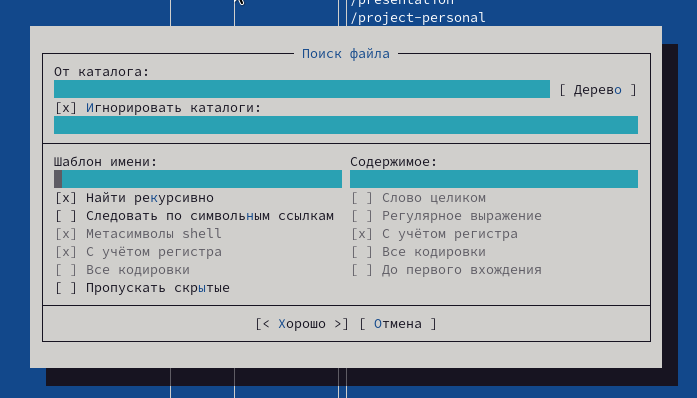 /presentation
/project-personal
Поиск файла
От каталога:
[ Дерево ]
[x] Игнорировать каталоги:
Шаблон имени: Содержимое:
[x] Найти рекурсивно [ ] Слово целиком
[ ] Следовать по символьным ссылкам [ ] Регулярное выражение
[x] Метасимволы shell [x] С учётом регистра
[x] С учётом регистра [ ] Все кодировки
[ ] Все кодировки [ ] До первого вхождения
[ ] Пропускать скрытые
[< Хорошо >] [ Отмена ]